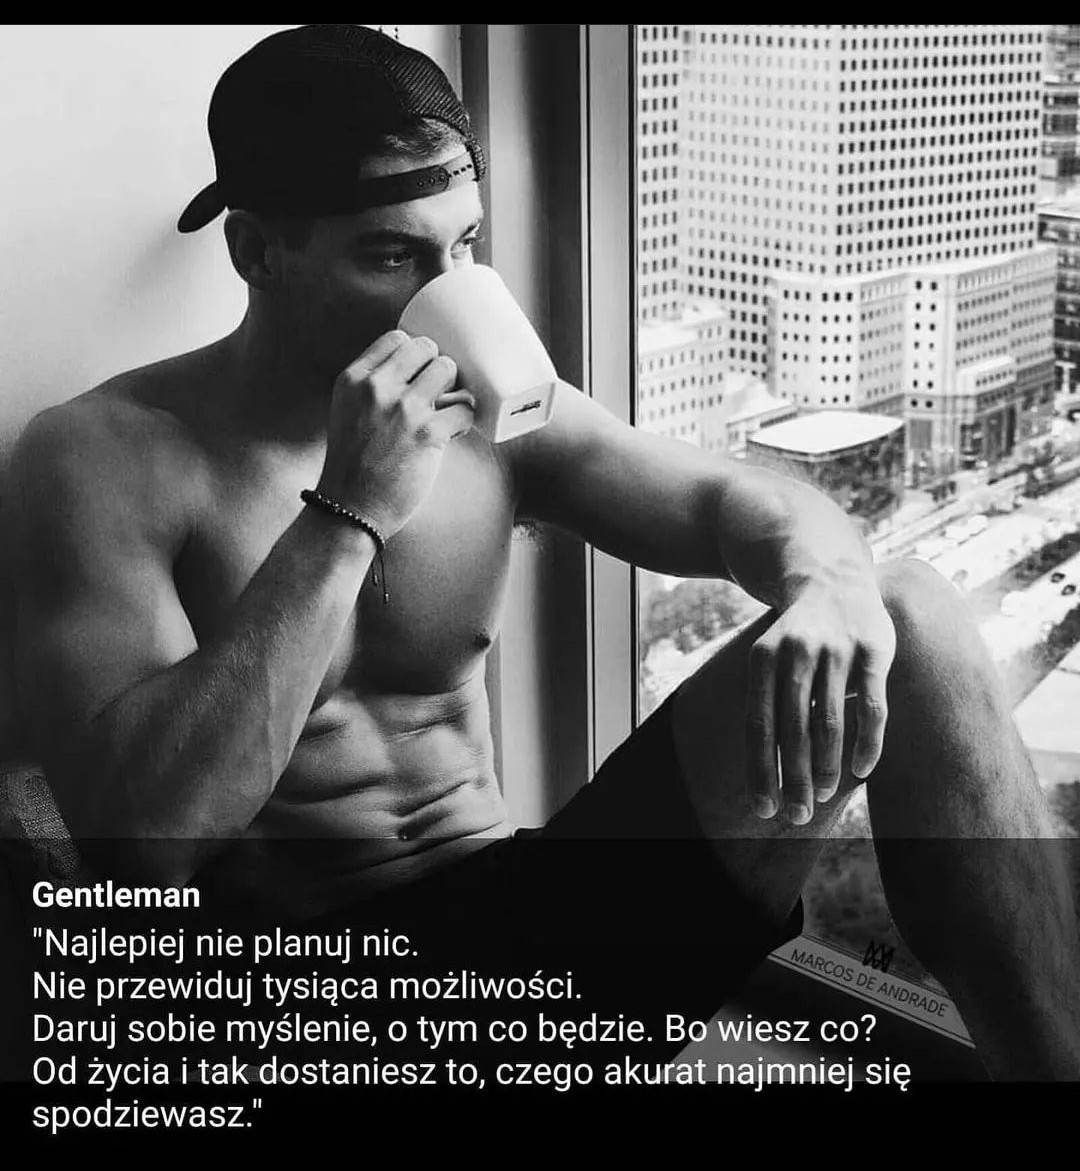 MARCOS DE ANDRADE
Gentleman
"Najlepiej nie planuj nic.
Nie przewiduj tysiąca możliwości.
Daruj sobie myślenie, o tym co będzie. Bo wiesz co?
Od życia i tak dostaniesz to, czego akurat najmniej się
spodziewasz."